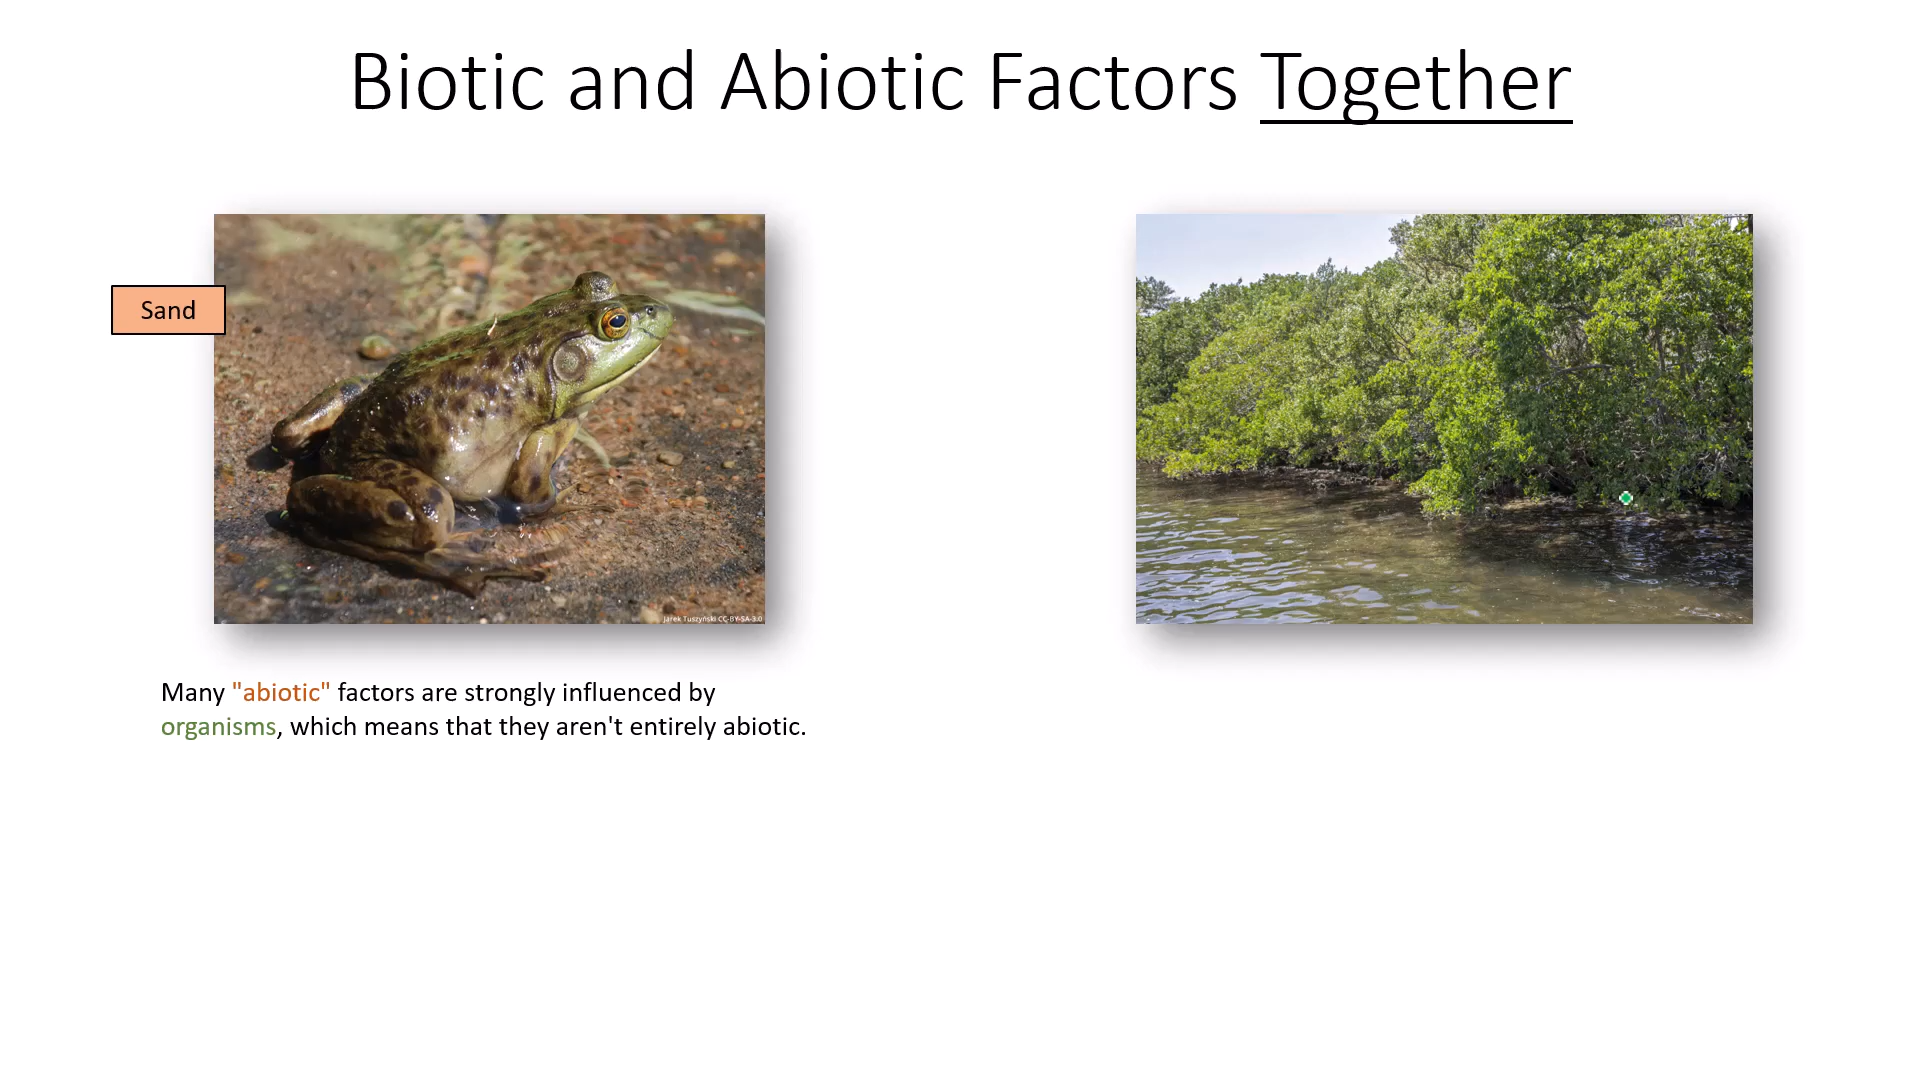 Biotic and Abiotic Factors Together
Sand
Jarek Tuszyński CC-BY-SA-3.0
Many "abiotic" factors are strongly influenced by
organisms, which means that they aren't entirely abiotic.